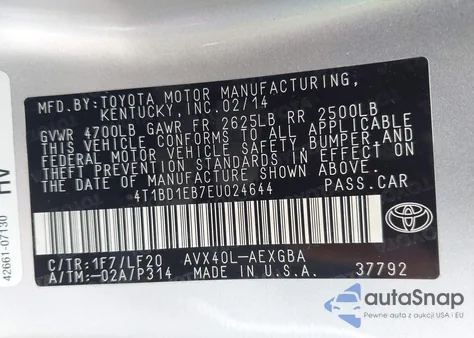 MFD.BY:TOYOTA MOTOR MANUFACTURING,
KENTUCKY, INC.02/14
GVWR 4700LB GAWR FR 2625LB RR 2500LB
THIS VEHICLE CONFORMS TO ALL APPLICABLE
FEDERAL MOTOR VEHICLE SAFETY, BUMPER, AND
THEFT PREVENTION STANDARDS IN EFFECT ON
THE DATE OF MANUFACTURE SHOWN ABOVE.
4T1BD1EB7EU024644 PASS.CAR
TOYOTA
C/TR:1F7/LF20 AVX40L-AEXGBA
A/TM:-02A/P314 MADE IN U.S.A. 37792
42661-07130
HV
autoSnap
Pewne auto z USA i EU